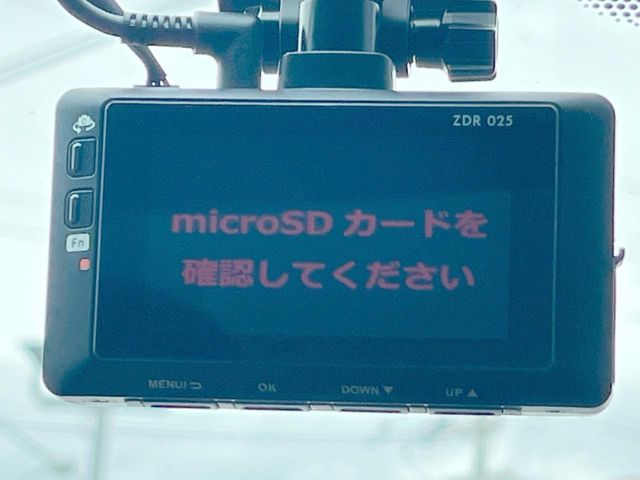 ZDR 025
microSD カードを
確認してください
Fn
MENU/⮌ OK DOWN ▼ UP ▲